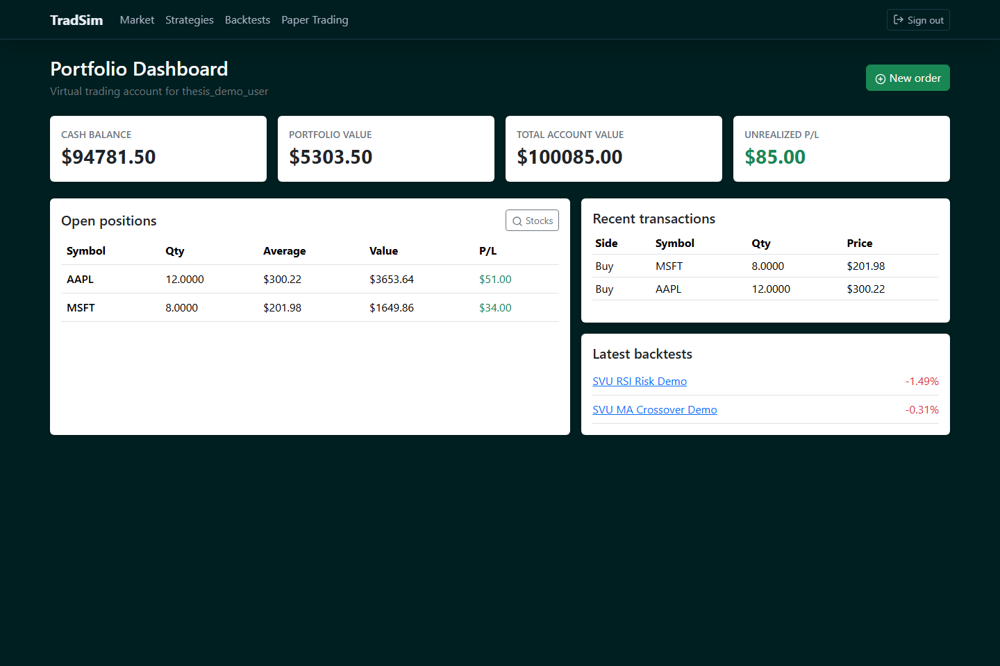 TradSim Market Strategies Backtests Paper Trading Sign out
Portfolio Dashboard
Virtual trading account for thesis_demo_user
New order
CASH BALANCE
$94781.50
PORTFOLIO VALUE
$5303.50
TOTAL ACCOUNT VALUE
$100085.00
UNREALIZED P/L
$85.00
Open positions
Stocks
Symbol Qty Average Value P/L
AAPL 12.0000 $300.22 $3653.64 $51.00
MSFT 8.0000 $201.98 $1649.86 $34.00
Recent transactions
Side Symbol Qty Price
Buy MSFT 8.0000 $201.98
Buy AAPL 12.0000 $300.22
Latest backtests
SVU RSI Risk Demo -1.49%
SVU MA Crossover Demo -0.31%